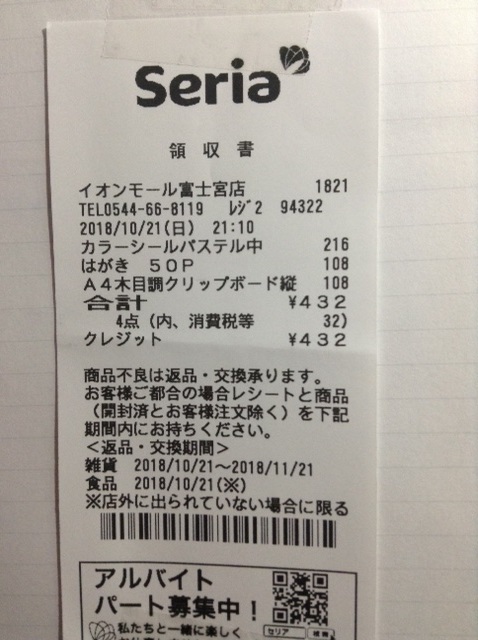 Seria
領収書
イオンモール富士宮店 1821
TEL0544-66-8119 ﾚｼﾞ2 94322
2018/10/21(日) 21:10
カラーシールパステル中 216
はがき 50P 108
A4木目調クリップボード縦 108
合計 ¥432
4点(内、消費税等 32)
クレジット ¥432
商品不良は返品・交換承ります。
お客様ご都合の場合レシートと商品
(開封済とお客様注文除く)を下記
期間内にお持ちください。
<返品・交換期間>
雑貨 2018/10/21~2018/11/21
食品 2018/10/21(※)
※店外に出られていない場合に限る
アルバイト
パート募集中!
私たちと一緒に楽しく
セリア